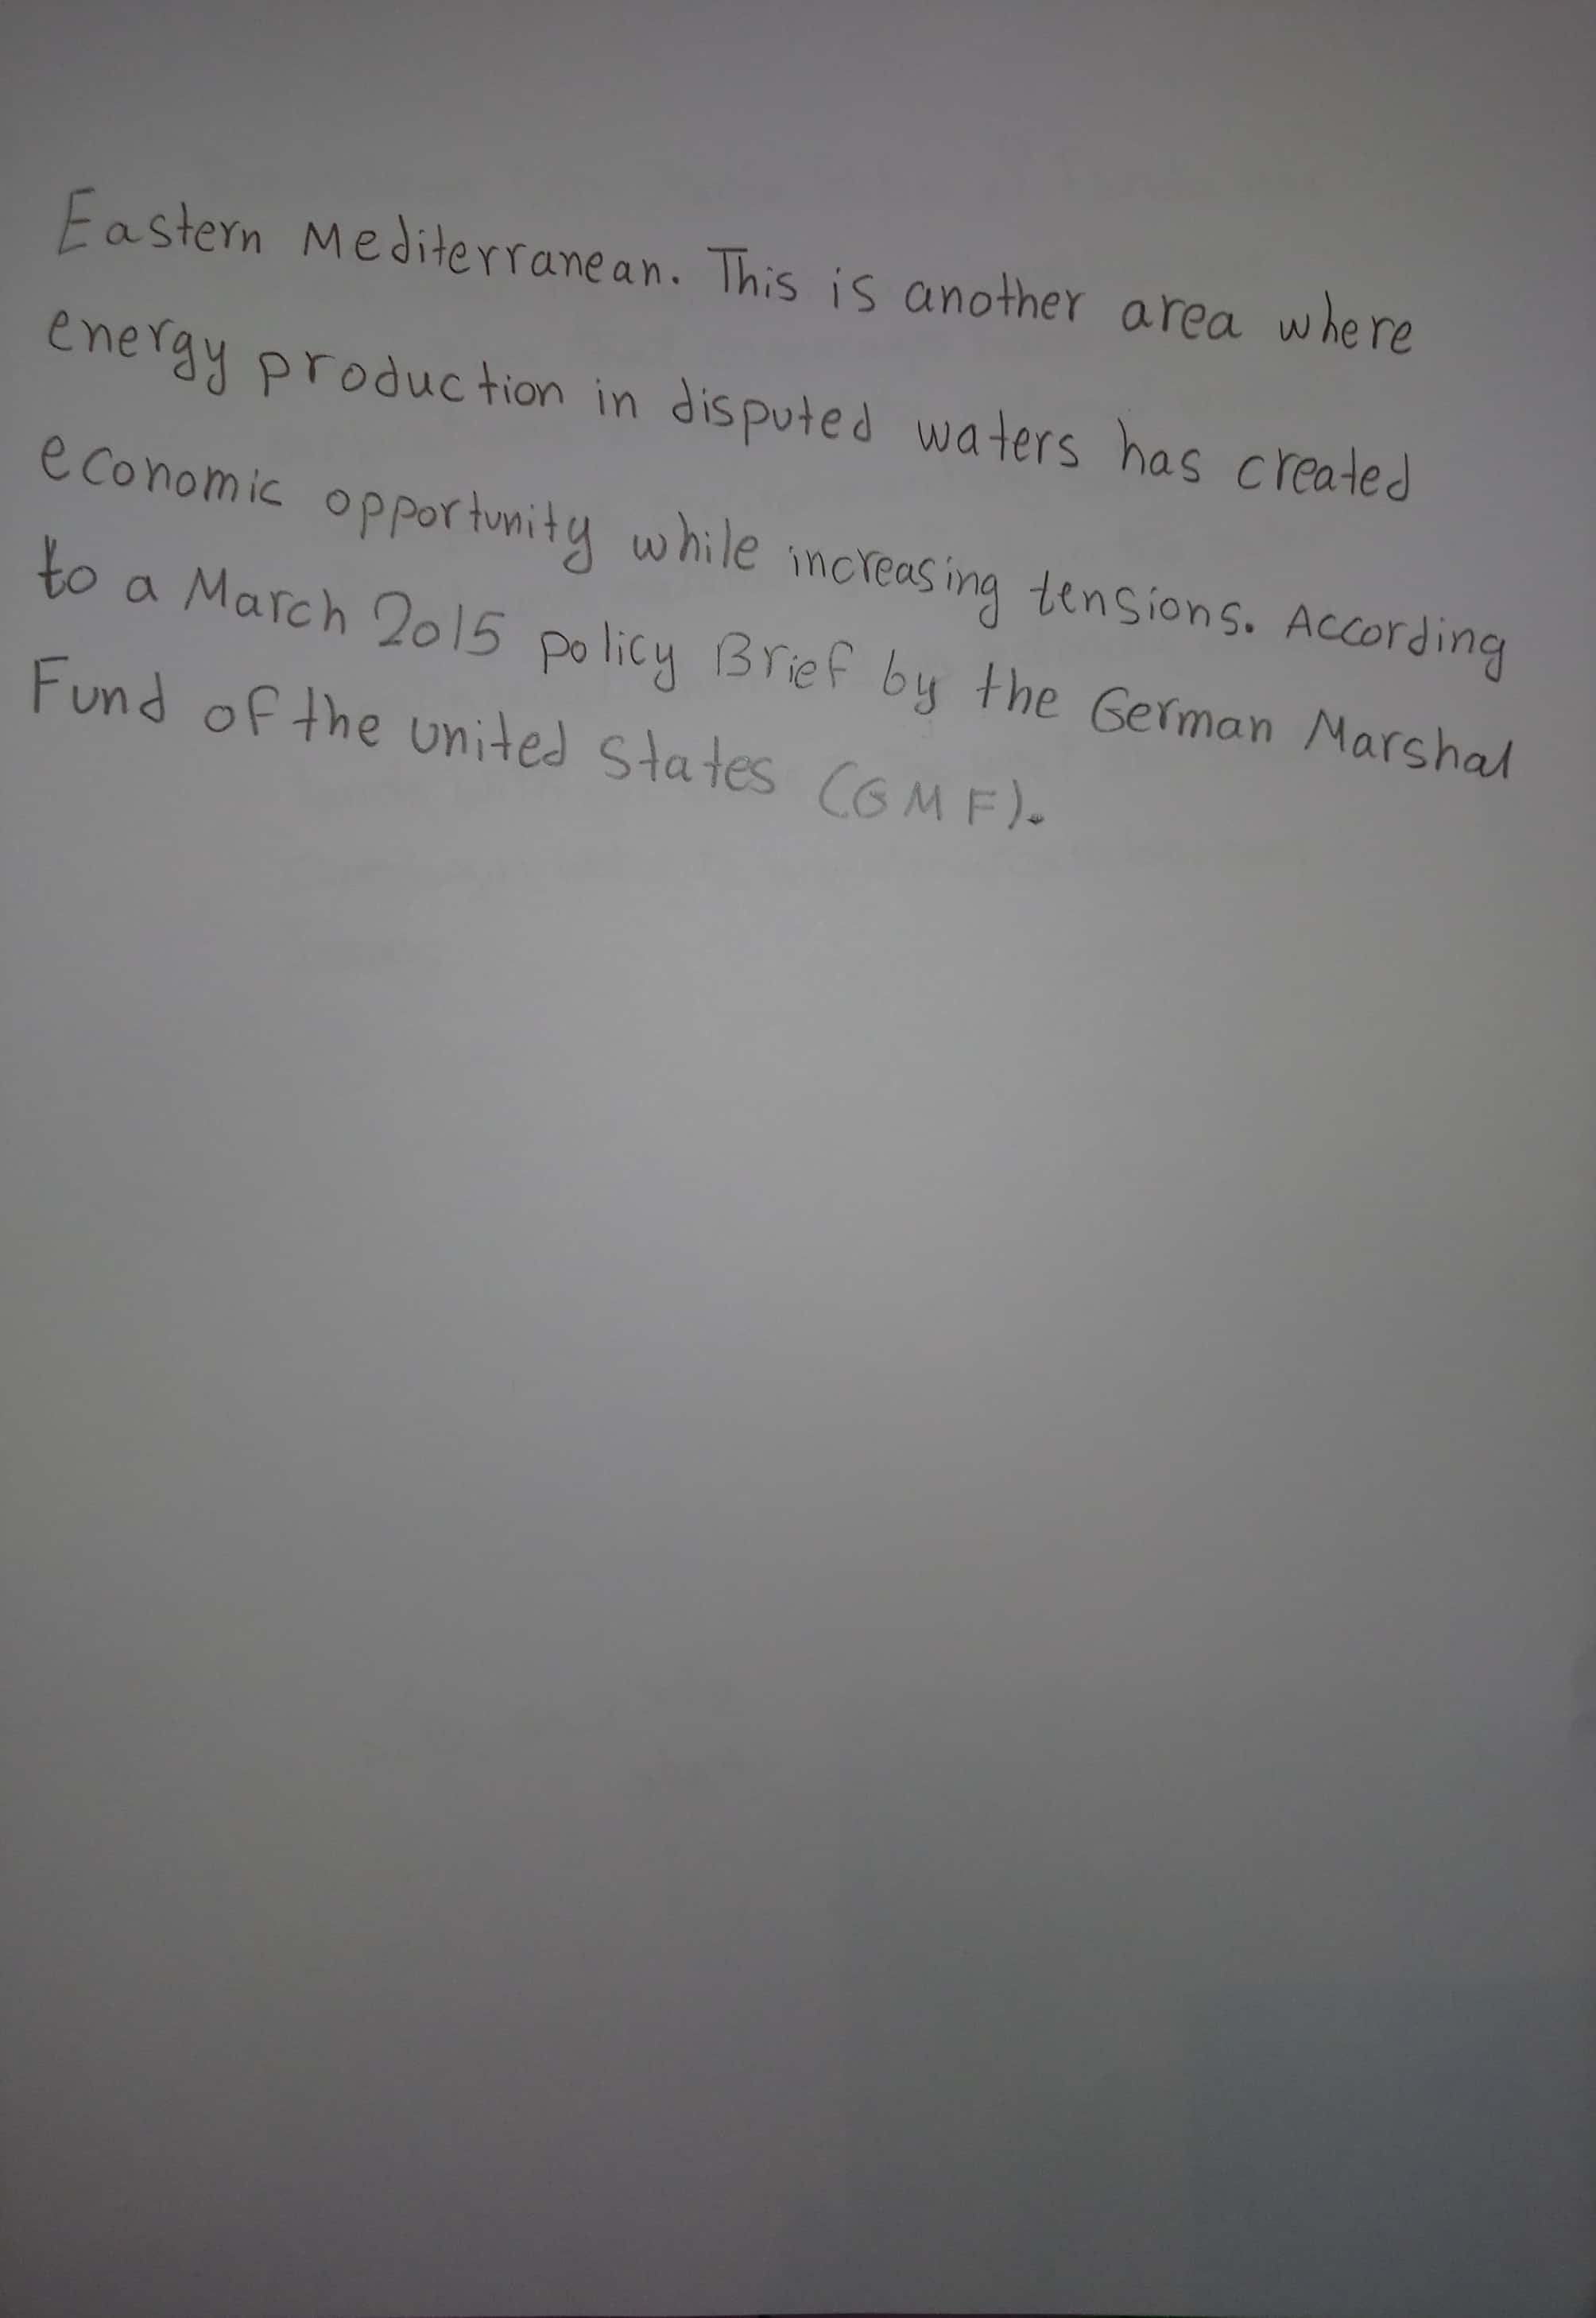 Eastern Mediterranean. This is another area where
energy production in disputed waters has created
economic opportunity while increasing tensions. According
to a March 2015 policy Brief by the German Marshal
Fund of the united states (GMF).